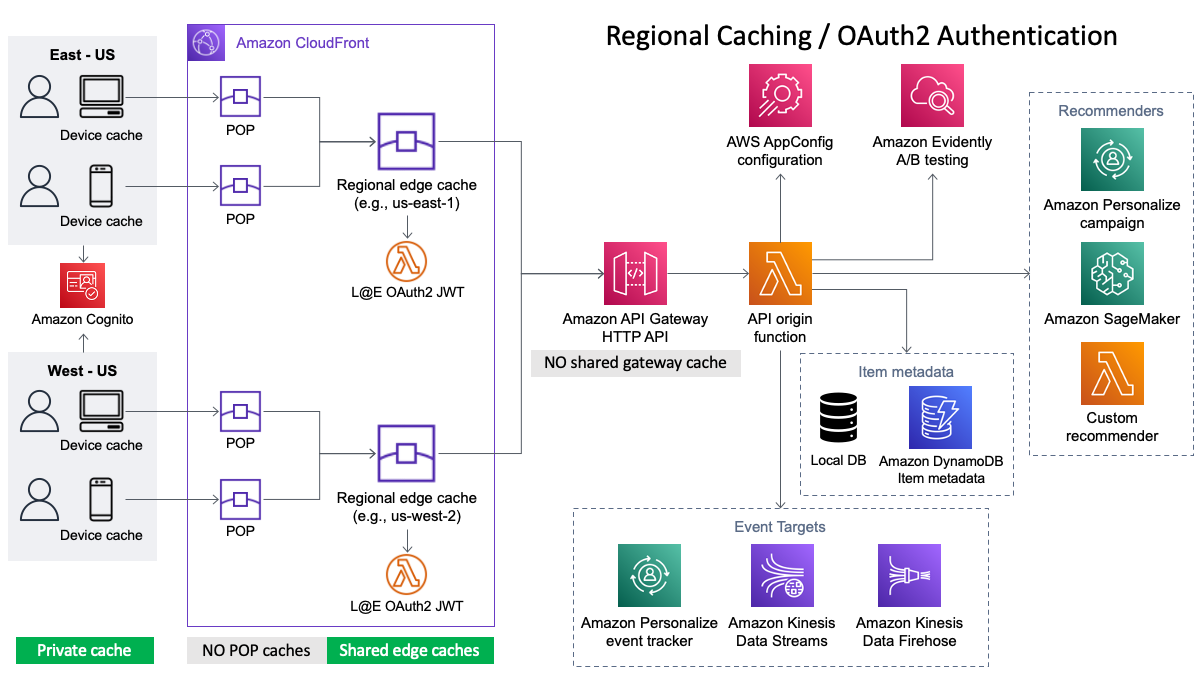 Regional Caching / OAuth2 Authentication
East - US
Device cache
Device cache
Amazon Cognito
West - US
Device cache
Device cache
Private cache
Amazon CloudFront
POP
POP
Regional edge cache
(e.g., us-east-1)
L@E OAuth2 JWT
POP
POP
Regional edge cache
(e.g., us-west-2)
L@E OAuth2 JWT
NO POP caches
Shared edge caches
Amazon API Gateway
HTTP API
NO shared gateway cache
API origin
function
AWS AppConfig
configuration
Amazon Evidently
A/B testing
Recommenders
Amazon Personalize
campaign
Amazon SageMaker
Custom
recommender
Item metadata
Local DB
Amazon DynamoDB
Item metadata
Event Targets
Amazon Personalize
event tracker
Amazon Kinesis
Data Streams
Amazon Kinesis
Data Firehose